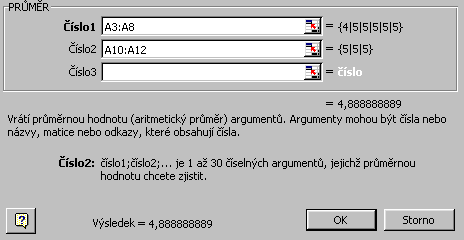 PRŮMĚR
Číslo1 A3:A8 = {4|5|5|5|5|5}
Číslo2 A10:A12 = {5|5|5}
Číslo3 = číslo
= 4,888888889
Vrátí průměrnou hodnotu (aritmetický průměr) argumentů. Argumenty mohou být čísla nebo
názvy, matice nebo odkazy, které obsahují čísla.
Číslo2: číslo1;číslo2;... je 1 až 30 číselných argumentů, jejichž průměrnou
hodnotu chcete zjistit.
Výsledek = 4,888888889 OK Storno